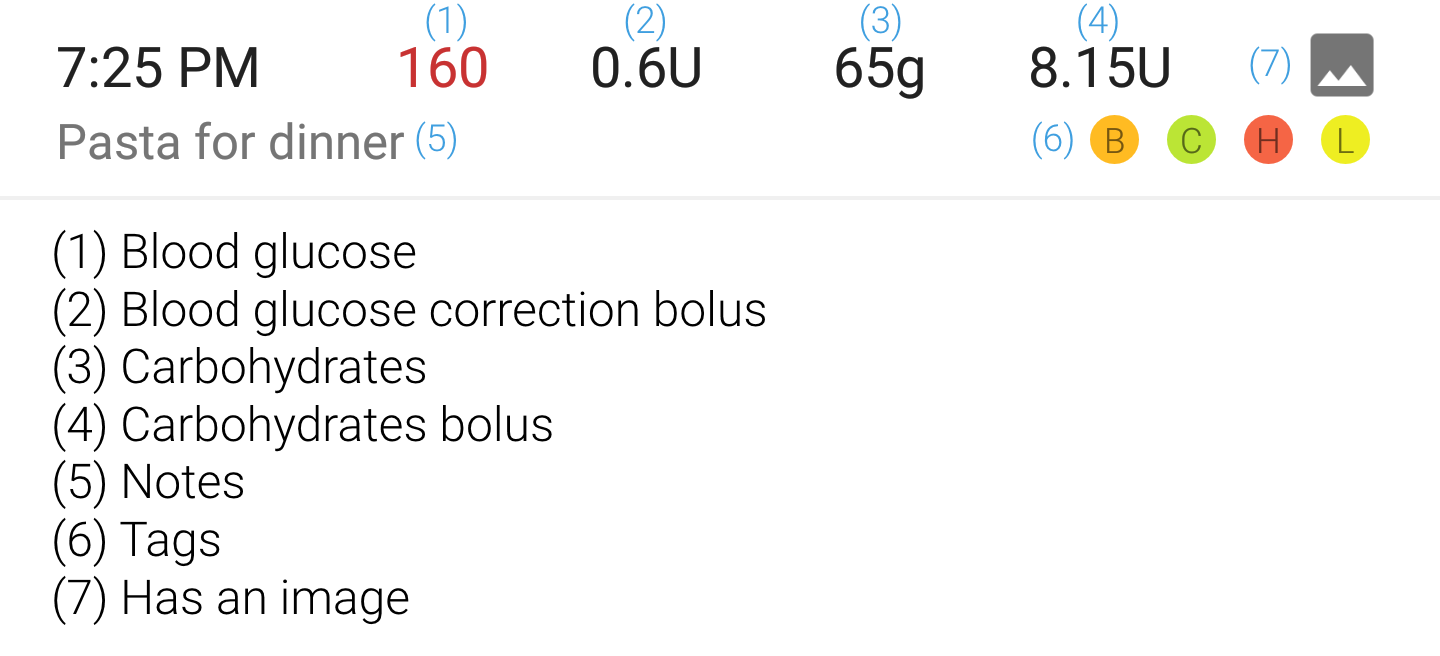 (1) (2) (3) (4)
7:25 PM 160 0.6U 65g 8.15U (7)
Pasta for dinner (5) (6) B C H L
(1) Blood glucose
(2) Blood glucose correction bolus
(3) Carbohydrates
(4) Carbohydrates bolus
(5) Notes
(6) Tags
(7) Has an image